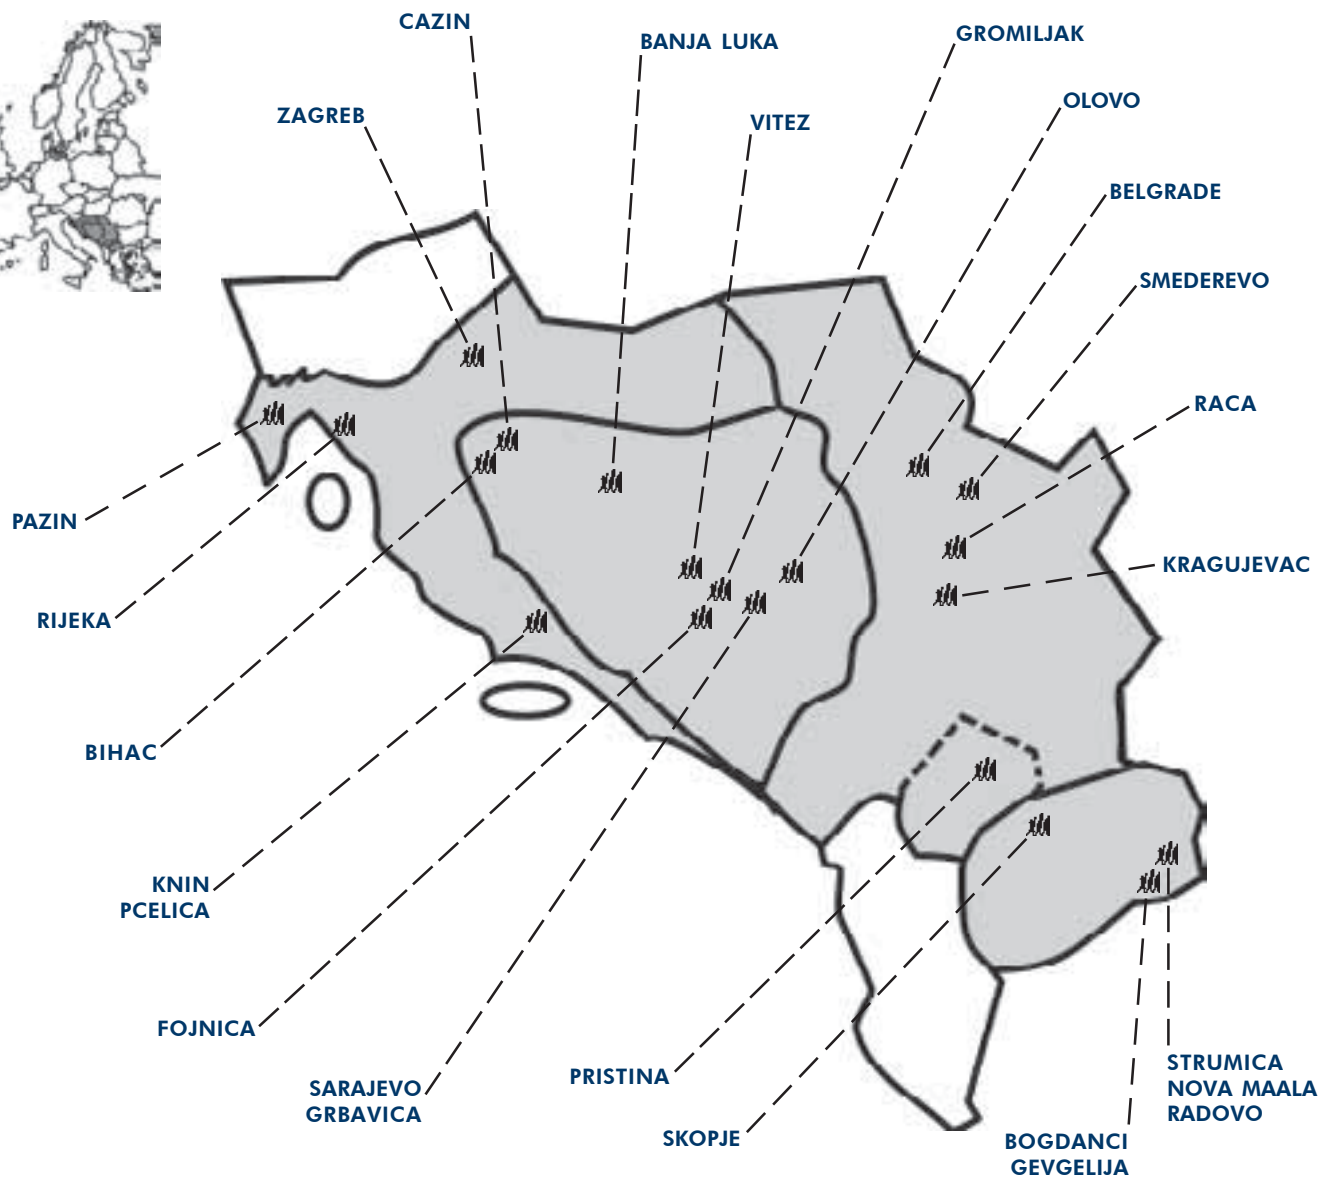 CAZIN
BANJA LUKA
GROMILJAK
OLOVO
ZAGREB
VITEZ
BELGRADE
SMEDEREVO
RACA
PAZIN
KRAGUJEVAC
RIJEKA
BIHAC
KNIN
PCELICA
FOJNICA
SARAJEVO
GRBAVICA
PRISTINA
SKOPJE
STRUMICA
NOVA MAALA
RADOVO
BOGDANCI
GEVGELIJA